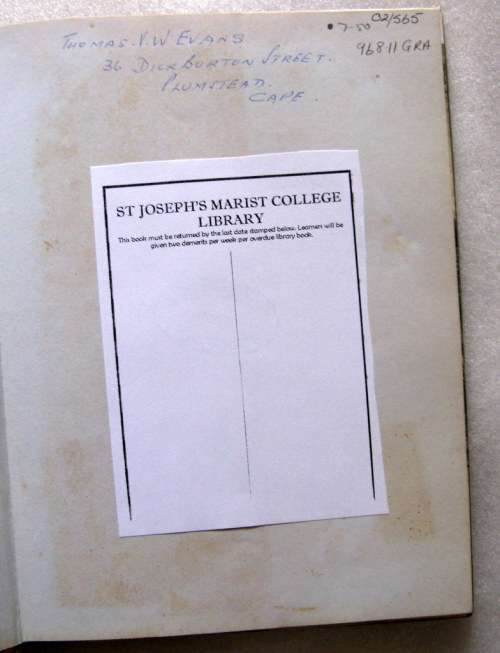 • 7-50 02/565
968.11 GRA
THOMAS. V.W EVANS
36 DICK BURTON STREET.
PLUMSTEAD.
CAPE.
ST JOSEPH'S MARIST COLLEGE
LIBRARY
This book must be returned by the last date stamped below. Learners will be
given two demerits per week per overdue library book.